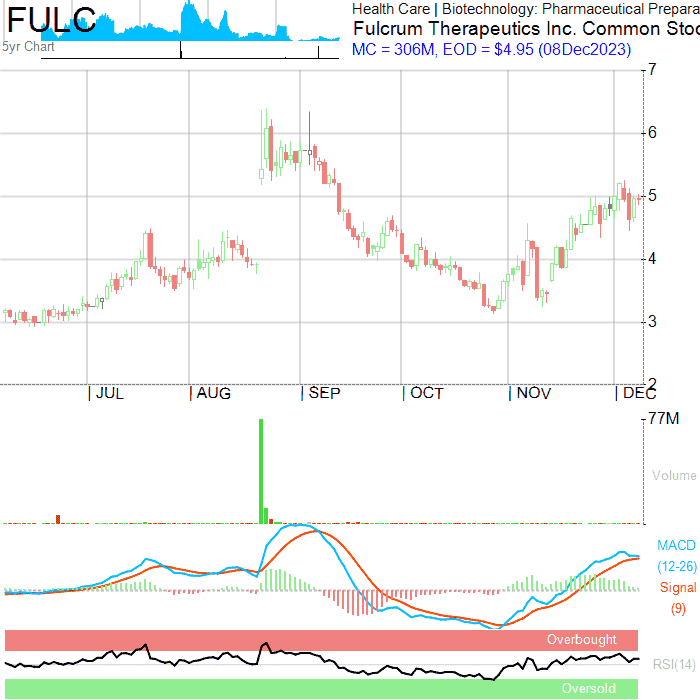 FULC
5yr Chart
Health Care | Biotechnology: Pharmaceutical Prepara
Fulcrum Therapeutics Inc. Common Stoc
MC = 306M, EOD = $4.95 (08Dec2023)
7
6
5
4
3
2
JUL AUG SEP OCT NOV DEC
77M
Volume
MACD
(12-26)
Signal
(9)
Overbought
RSI(14)
Oversold